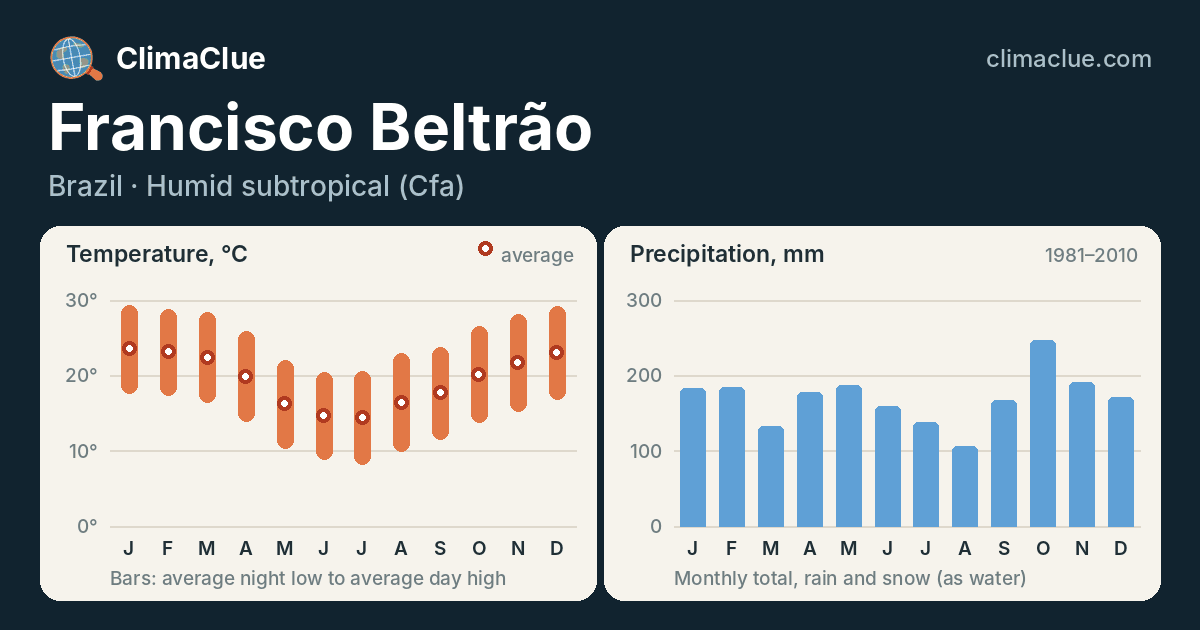 ClimaClue
climaclue.com
Francisco Beltrão
Brazil · Humid subtropical (Cfa)
Temperature, °C
average
30°
20°
10°
0°
J F M A M J J A S O N D
Bars: average night low to average day high
Precipitation, mm
1981–2010
300
200
100
0
J F M A M J J A S O N D
Monthly total, rain and snow (as water)